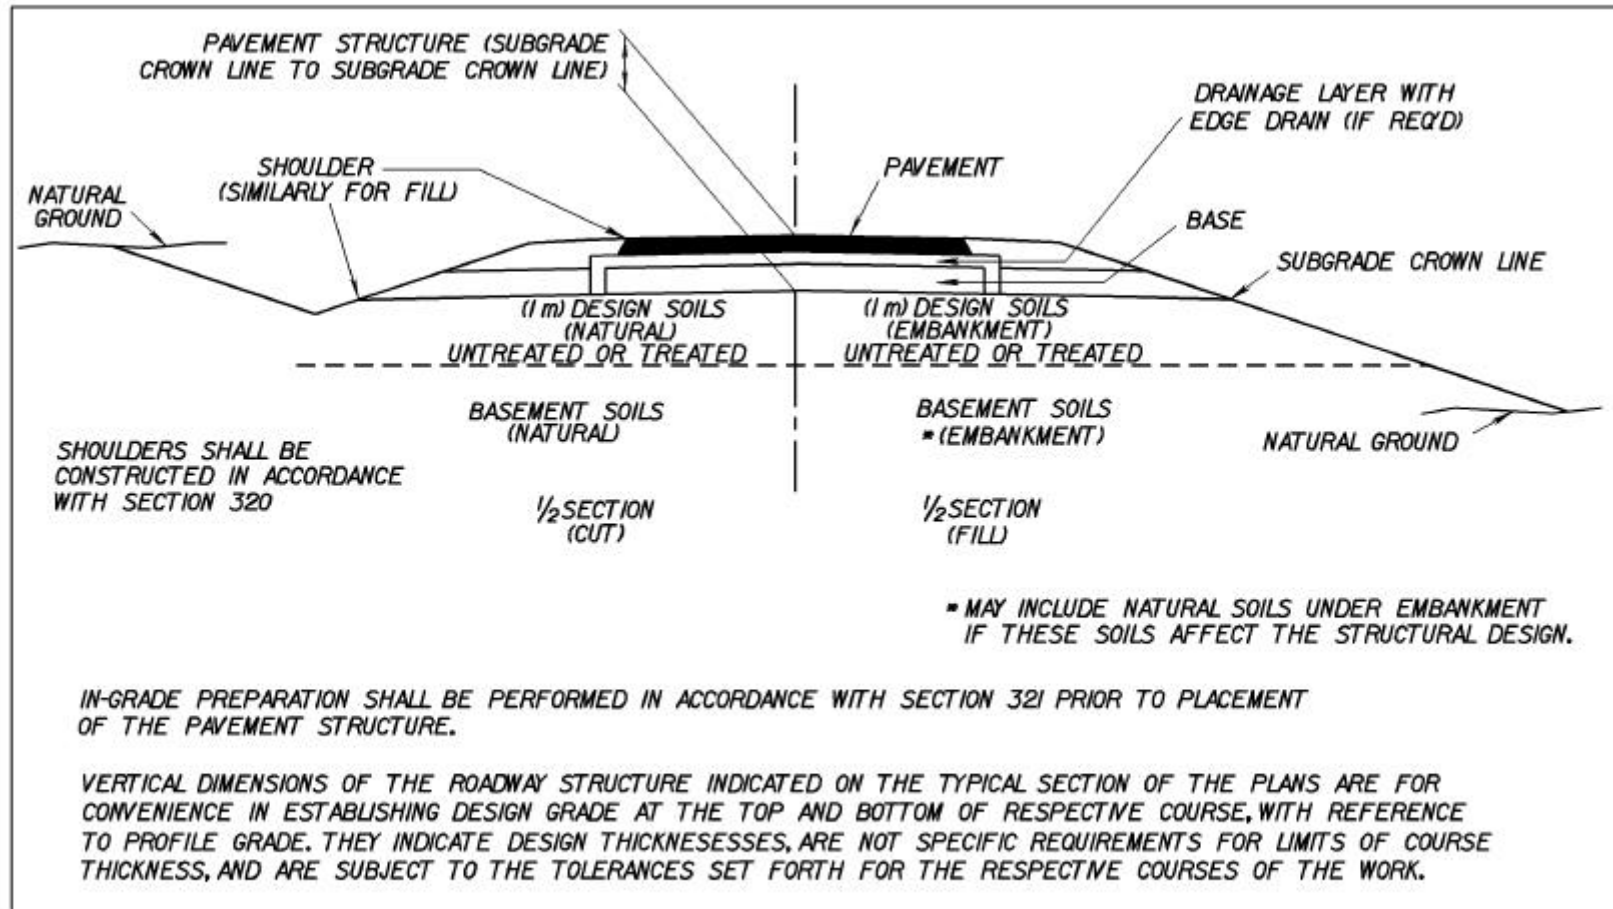 PAVEMENT STRUCTURE (SUBGRADE
CROWN LINE TO SUBGRADE CROWN LINE)
DRAINAGE LAYER WITH
EDGE DRAIN (IF REQ'D)
SHOULDER
(SIMILARLY FOR FILL)
PAVEMENT
NATURAL
GROUND
BASE
SUBGRADE CROWN LINE
(1 m) DESIGN SOILS
(NATURAL)
UNTREATED OR TREATED
(1 m) DESIGN SOILS
(EMBANKMENT)
UNTREATED OR TREATED
BASEMENT SOILS
(NATURAL)
BASEMENT SOILS
* (EMBANKMENT)
NATURAL GROUND
SHOULDERS SHALL BE
CONSTRUCTED IN ACCORDANCE
WITH SECTION 320
1/2 SECTION
(CUT)
1/2 SECTION
(FILL)
* MAY INCLUDE NATURAL SOILS UNDER EMBANKMENT
IF THESE SOILS AFFECT THE STRUCTURAL DESIGN.
IN-GRADE PREPARATION SHALL BE PERFORMED IN ACCORDANCE WITH SECTION 321 PRIOR TO PLACEMENT
OF THE PAVEMENT STRUCTURE.
VERTICAL DIMENSIONS OF THE ROADWAY STRUCTURE INDICATED ON THE TYPICAL SECTION OF THE PLANS ARE FOR
CONVENIENCE IN ESTABLISHING DESIGN GRADE AT THE TOP AND BOTTOM OF RESPECTIVE COURSE, WITH REFERENCE
TO PROFILE GRADE. THEY INDICATE DESIGN THICKNESESSES, ARE NOT SPECIFIC REQUIREMENTS FOR LIMITS OF COURSE
THICKNESS, AND ARE SUBJECT TO THE TOLERANCES SET FORTH FOR THE RESPECTIVE COURSES OF THE WORK.